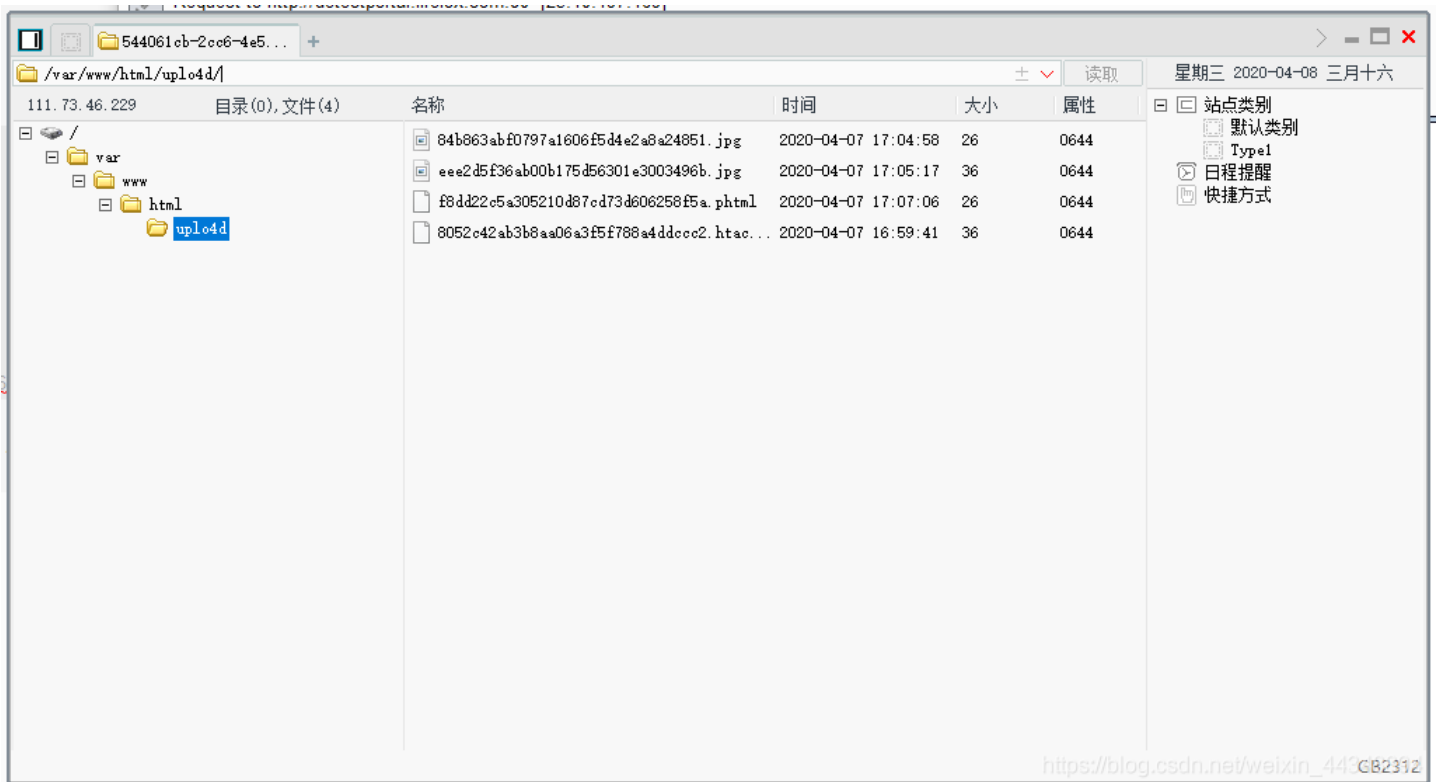 544061cb-2cc6-4e5...
/var/www/html/uplo4d/
读取
星期三 2020-04-08 三月十六
111.73.46.229 目录(0),文件(4)
名称 时间 大小 属性
/
var
www
html
uplo4d
84b863abf0797a1606f5d4e2a8a24851.jpg 2020-04-07 17:04:58 26 0644
eee2d5f36ab00b175d56301e3003496b.jpg 2020-04-07 17:05:17 36 0644
f8dd22c5a305210d87cd73d606258f5a.phtml 2020-04-07 17:07:06 26 0644
8052c42ab3b8aa06a3f5f788a4ddccc2.htac... 2020-04-07 16:59:41 36 0644
站点类别
默认类别
Type1
日程提醒
快捷方式
GB2312